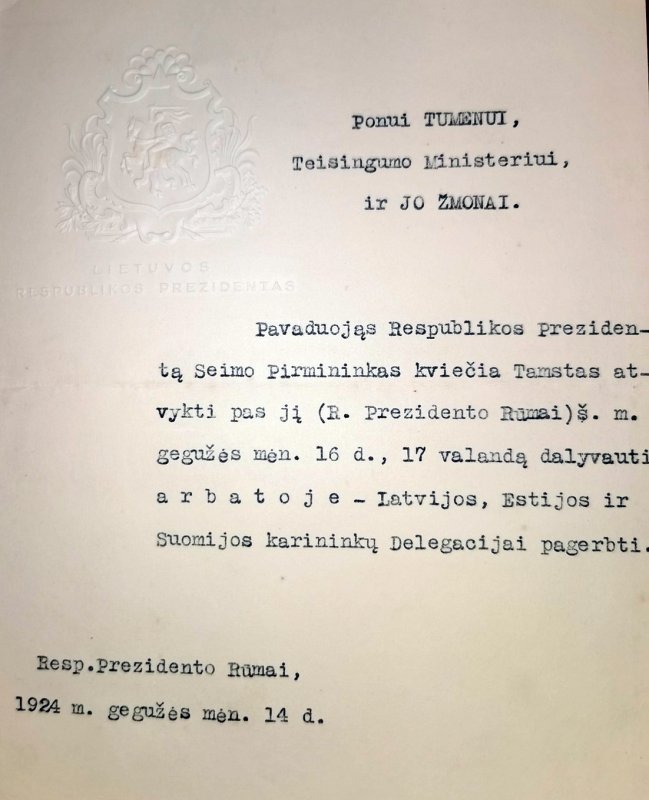 Ponui TUMENUI,
Teisingumo Ministeriui,
ir JO ŽMONAI.
LIETUVOS
RESPUBLIKOS PREZIDENTAS
Pavaduojąs Respublikos Preziden-
tą Seimo Pirmininkas kviečia Tamstas at-
vykti pas jį (R. Prezidento Rūmai)š. m.
gegužės mėn. 16 d., 17 valandą dalyvauti
a r b a t o j e – Latvijos, Estijos ir
Suomijos karininkų Delegacijai pagerbti.
Resp.Prezidento Rūmai,
1924 m. gegužės mėn. 14 d.